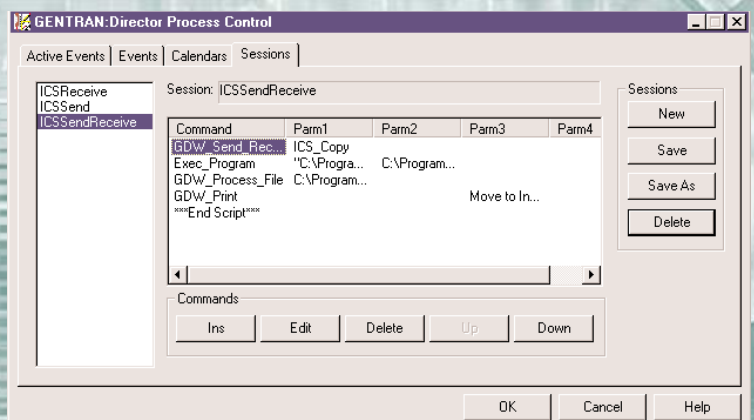 GENTRAN:Director Process Control
Active Events Events Calendars Sessions
ICSReceive
ICSSend
ICSSendReceive
Session: ICSSendReceive
Command Parm1 Parm2 Parm3 Parm4
GDW_Send_Rec... ICS_Copy
Exec_Program "C:\Progra... C:\Program...
GDW_Process_File C:\Program...
GDW_Print Move to In...
***End Script***
Commands
Ins Edit Delete Up Down
Sessions
New
Save
Save As
Delete
OK Cancel Help